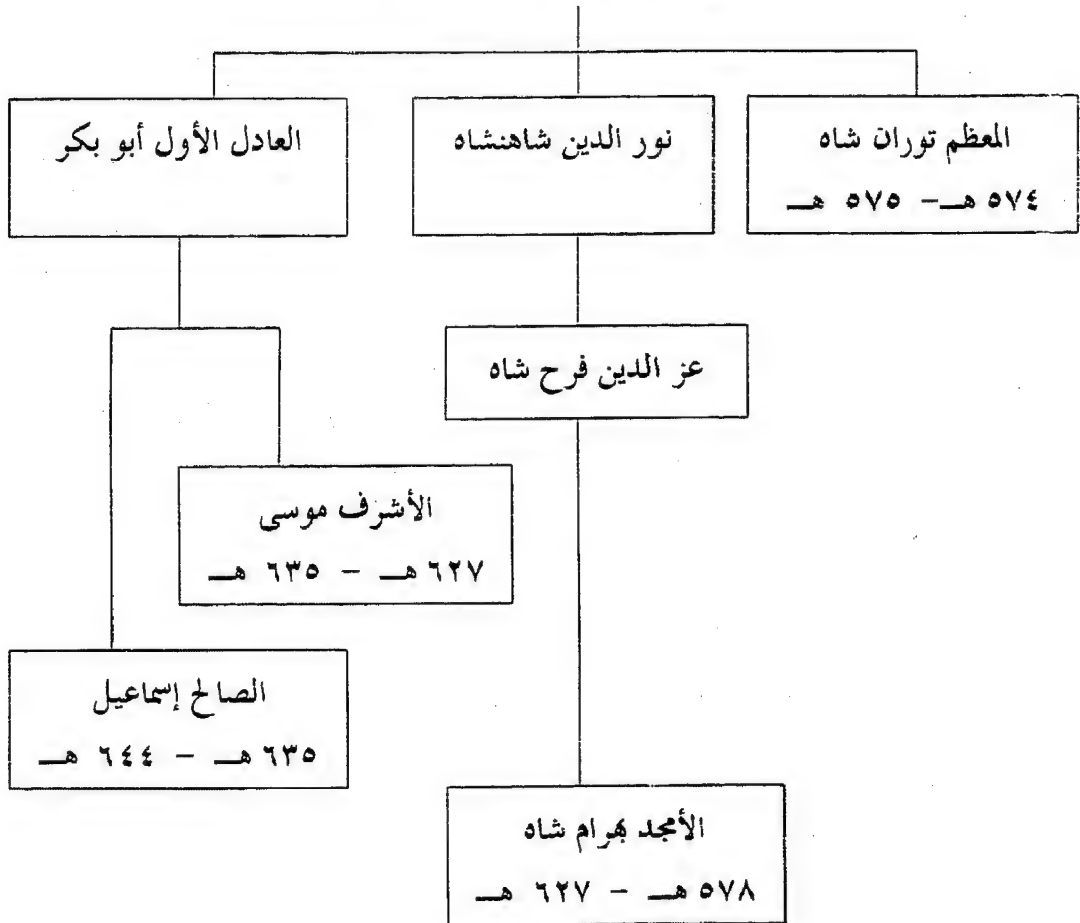 المعظم توران شاه
٥٧٤ هـ – ٥٧٥ هـ
نور الدين شاهنشاه
العادل الأول أبو بكر
عز الدين فرح شاه
الأشرف موسى
٦٢٧ هـ – ٦٣٥ هـ
الصالح إسماعيل
٦٣٥ هـ – ٦٤٤ هـ
الأمجد بهرام شاه
٥٧٨ هـ – ٦٢٧ هـ